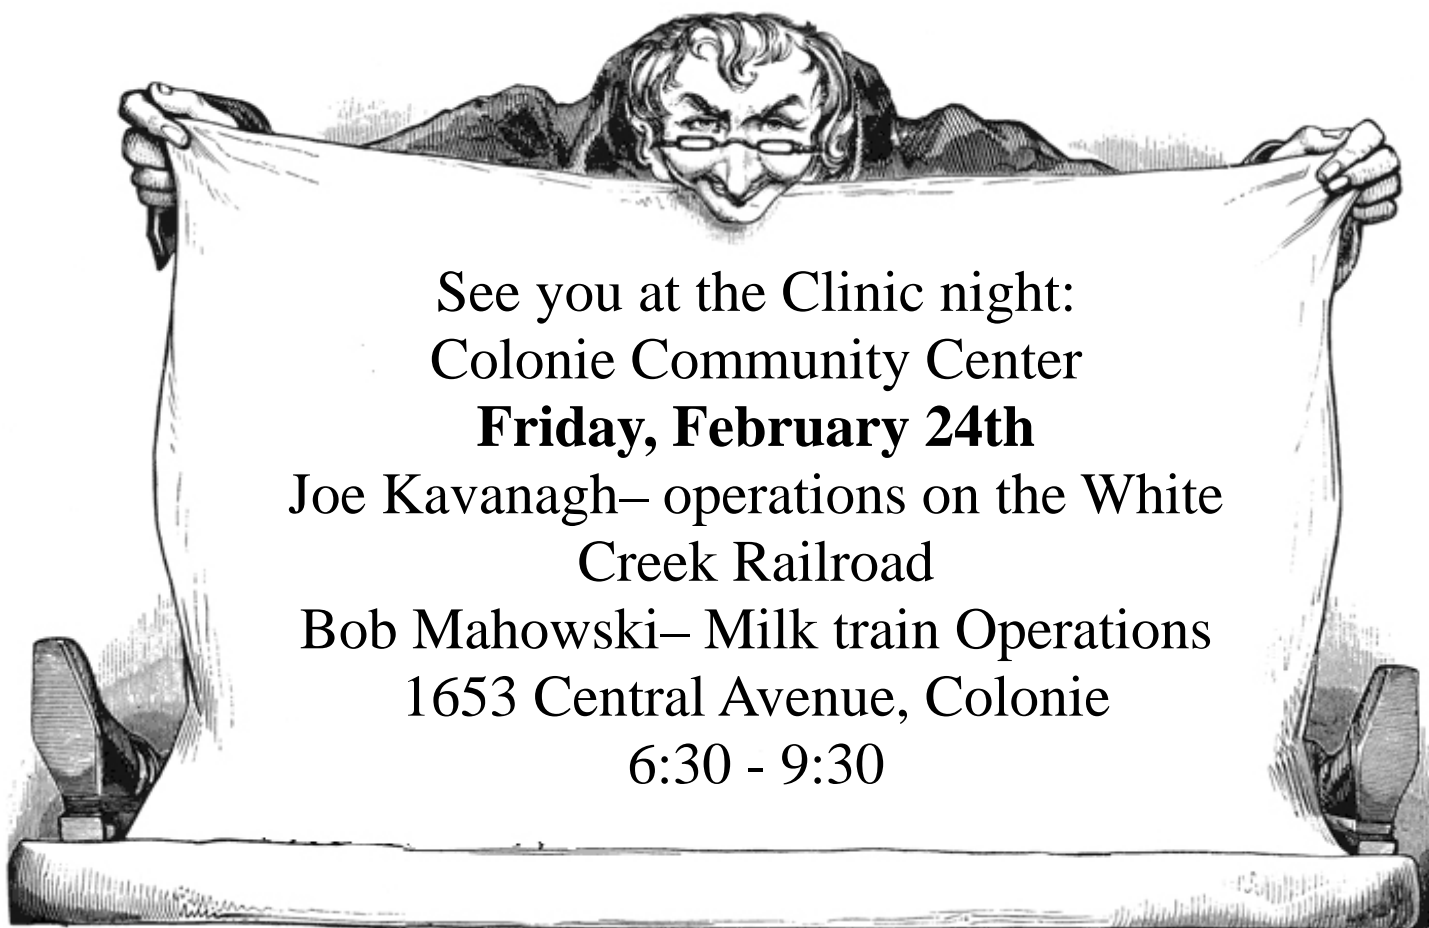 See you at the Clinic night:
Colonie Community Center
Friday, February 24th
Joe Kavanagh– operations on the White
Creek Railroad
Bob Mahowski– Milk train Operations
1653 Central Avenue, Colonie
6:30 - 9:30